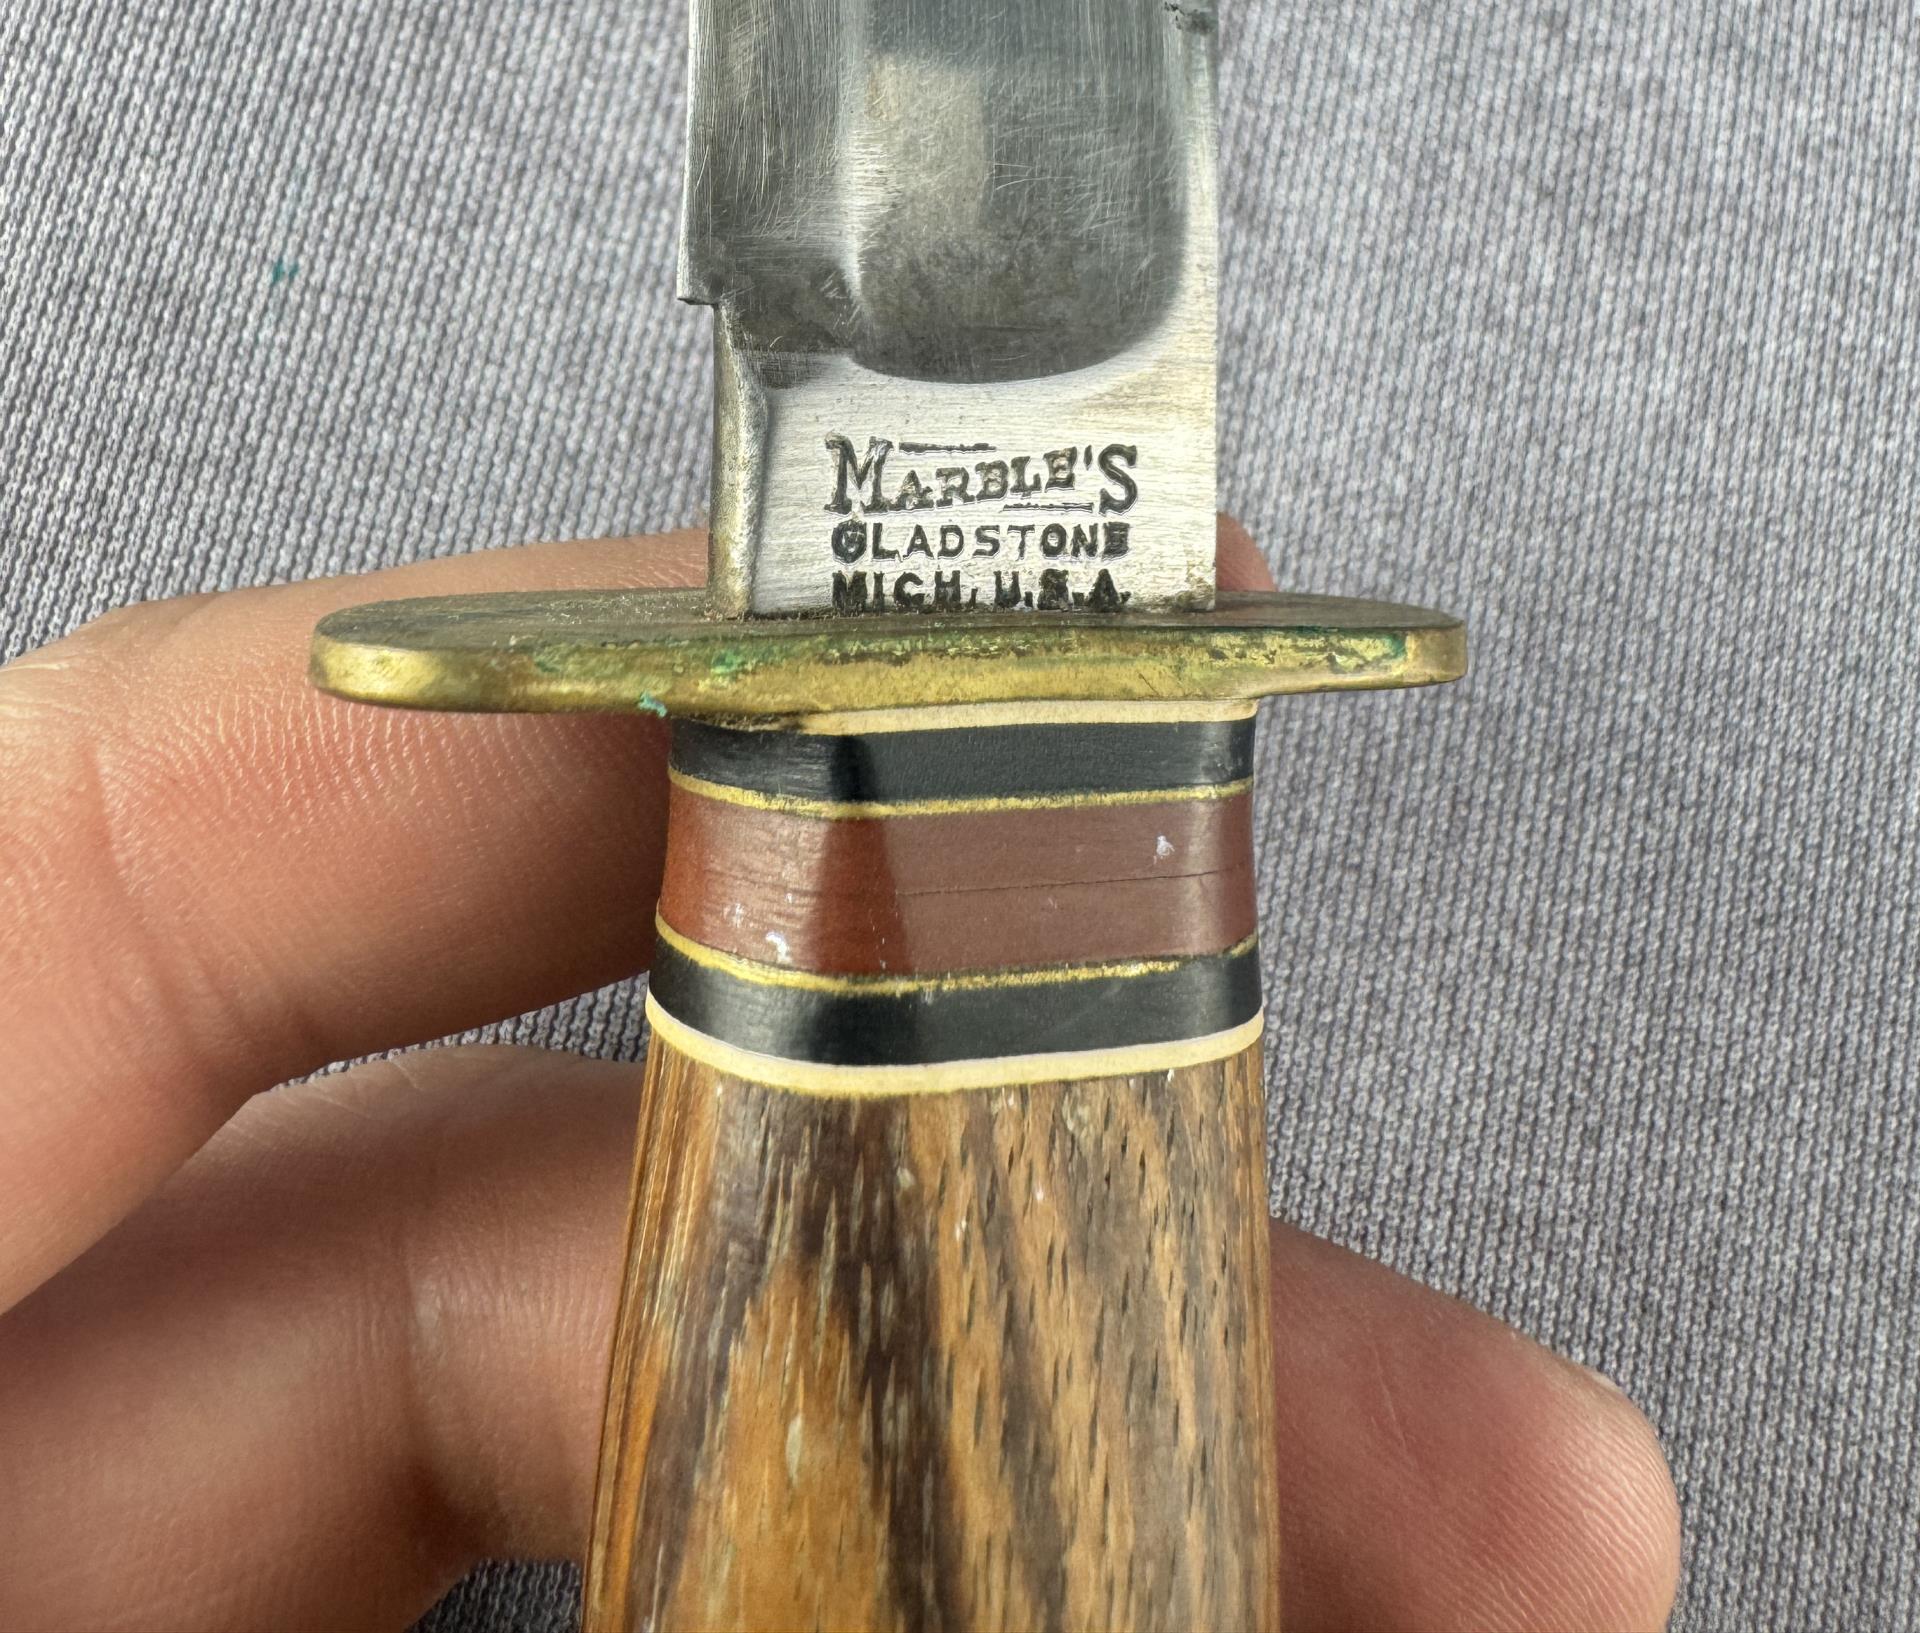 MARBLE'S
GLADSTONE
MICH. U.S.A.